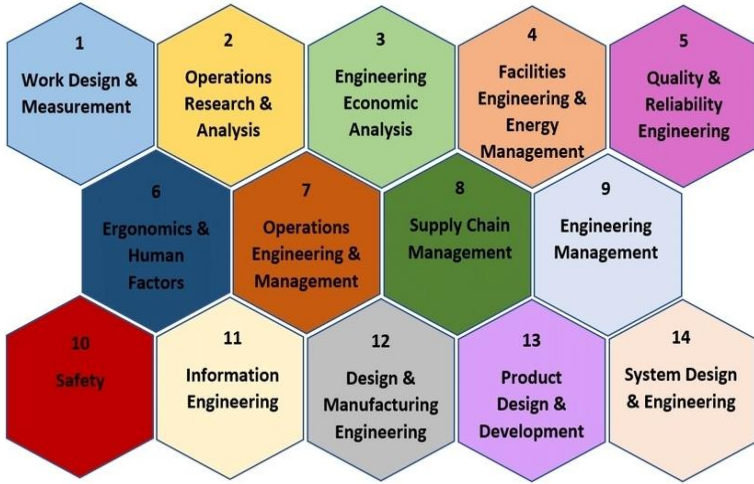 1
Work Design &
Measurement
2
Operations
Research &
Analysis
3
Engineering
Economic
Analysis
4
Facilities
Engineering &
Energy
Management
5
Quality &
Reliability
Engineering
6
Ergonomics &
Human
Factors
7
Operations
Engineering &
Management
8
Supply Chain
Management
9
Engineering
Management
10
Safety
11
Information
Engineering
12
Design &
Manufacturing
Engineering
13
Product
Design &
Development
14
System Design
& Engineering